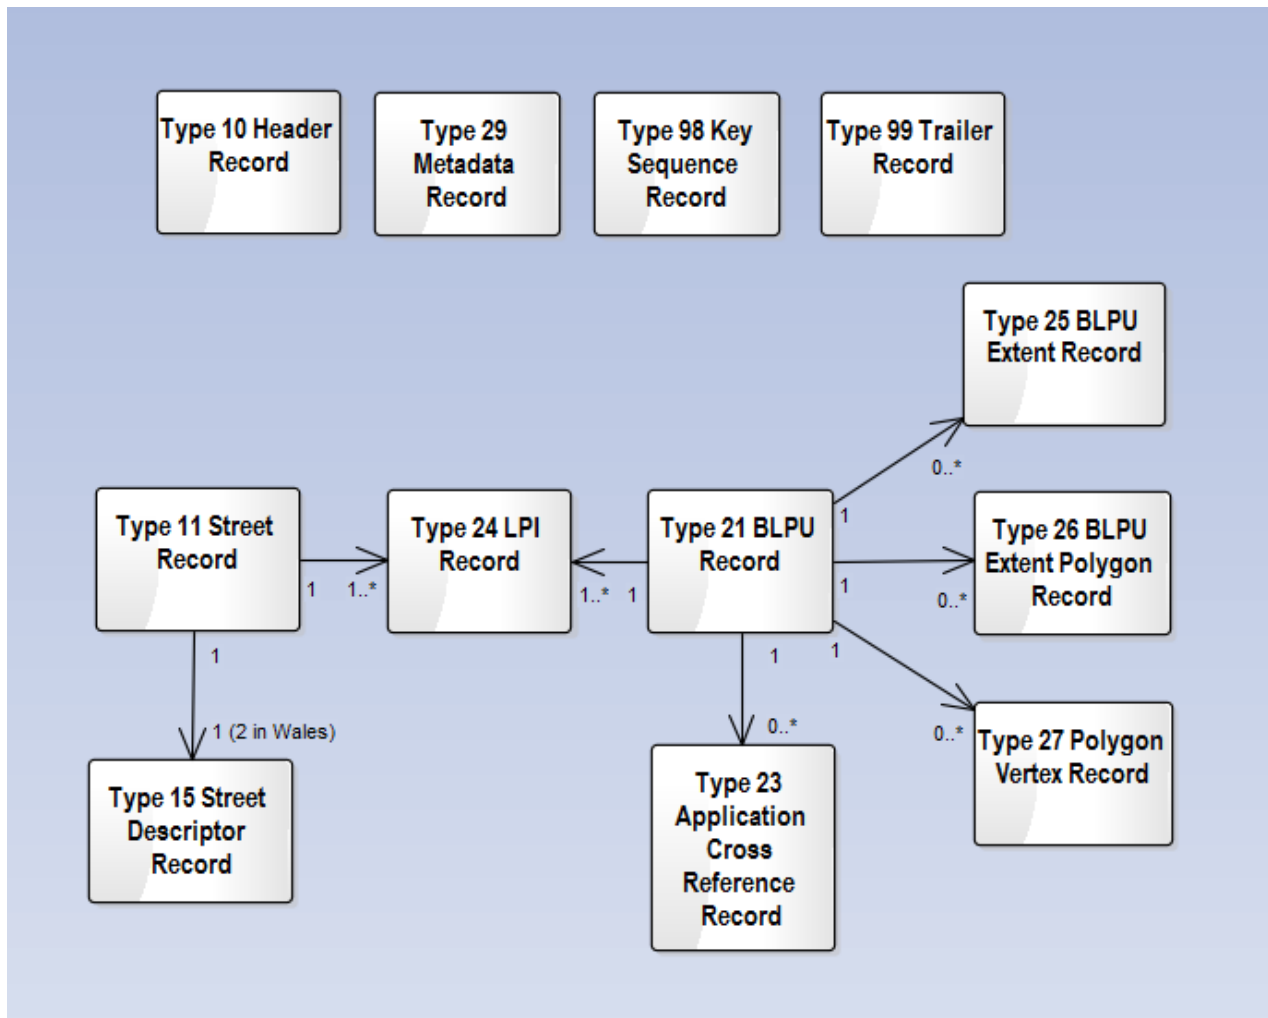 Type 10 Header
Record
Type 29
Metadata
Record
Type 98 Key
Sequence
Record
Type 99 Trailer
Record
Type 25 BLPU
Extent Record
0..*
1
Type 11 Street
Record
1
1..*
Type 24 LPI
Record
1..*
1
Type 21 BLPU
Record
1
0..*
Type 26 BLPU
Extent Polygon
Record
1
1 (2 in Wales)
Type 15 Street
Descriptor
Record
1
0..*
Type 23
Application
Cross
Reference
Record
1
0..*
Type 27 Polygon
Vertex Record